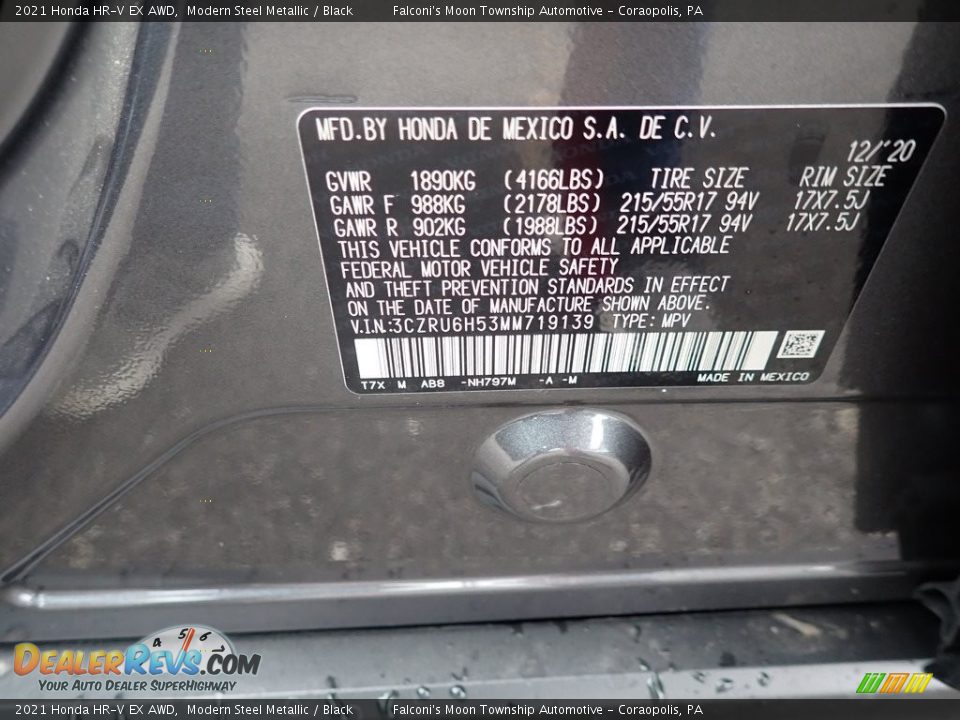 2021 Honda HR-V EX AWD, Modern Steel Metallic / Black Falconi's Moon Township Automotive - Coraopolis, PA
MFD.BY HONDA DE MEXICO S.A. DE C.V.
12/'20
GVWR 1890KG (4166LBS) TIRE SIZE RIM SIZE
GAWR F 988KG (2178LBS) 215/55R17 94V 17X7.5J
GAWR R 902KG (1988LBS) 215/55R17 94V 17X7.5J
THIS VEHICLE CONFORMS TO ALL APPLICABLE
FEDERAL MOTOR VEHICLE SAFETY
AND THEFT PREVENTION STANDARDS IN EFFECT
ON THE DATE OF MANUFACTURE SHOWN ABOVE.
V.I.N:3CZRU6H53MM719139 TYPE: MPV
T7X M AB8 -NH797M -A -M MADE IN MEXICO
4 5 6
DEALERREVS.COM
YOUR AUTO DEALER SUPERHIGHWAY
2021 Honda HR-V EX AWD, Modern Steel Metallic / Black Falconi's Moon Township Automotive - Coraopolis, PA